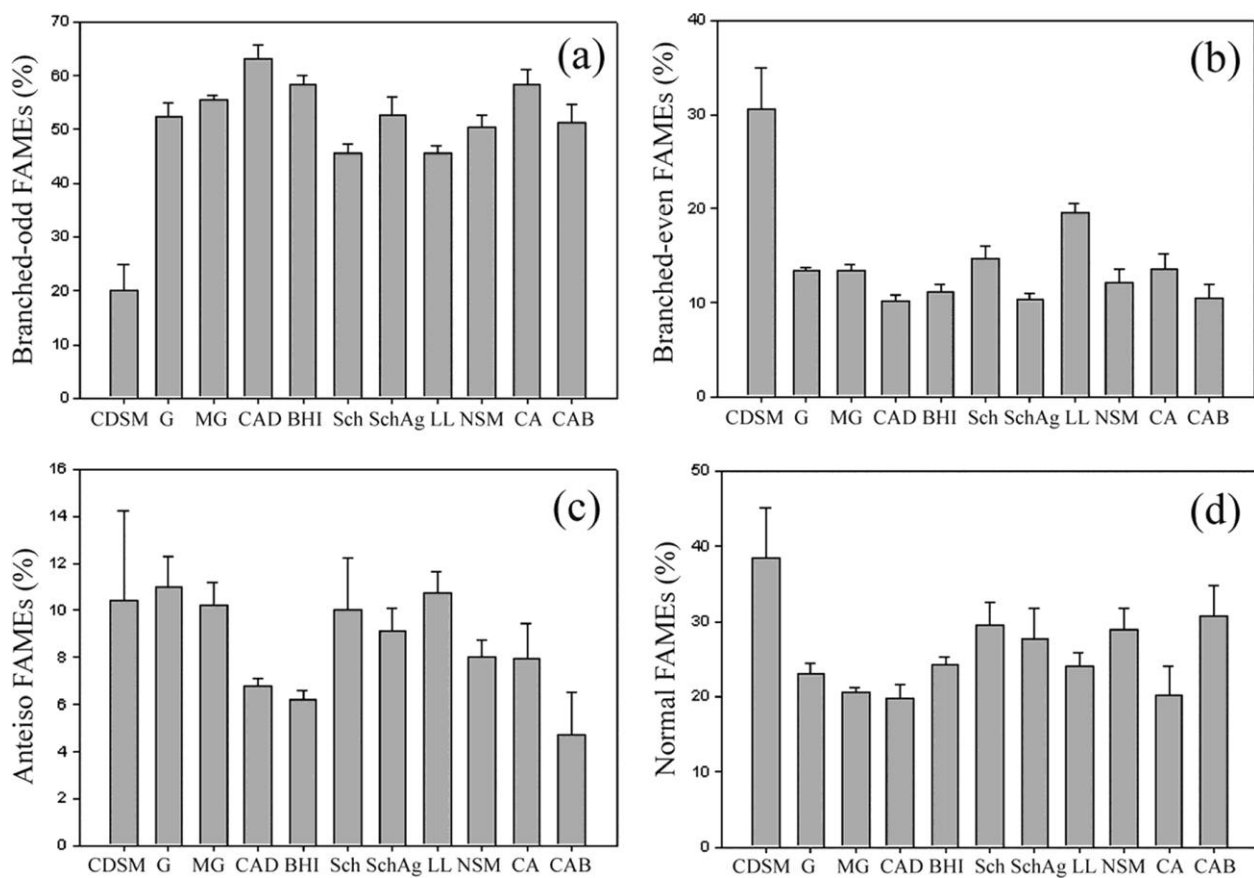 70
60
50
40
30
20
10
0
Branched-odd FAMEs (%)
(a)
CDSM G MG CAD BHI Sch SchAg LL NSM CA CAB
40
30
20
10
0
Branched-even FAMEs (%)
(b)
CDSM G MG CAD BHI Sch SchAg LL NSM CA CAB
16
14
12
10
8
6
4
2
0
Anteiso FAMEs (%)
(c)
CDSM G MG CAD BHI Sch SchAg LL NSM CA CAB
50
40
30
20
10
0
Normal FAMEs (%)
(d)
CDSM G MG CAD BHI Sch SchAg LL NSM CA CAB